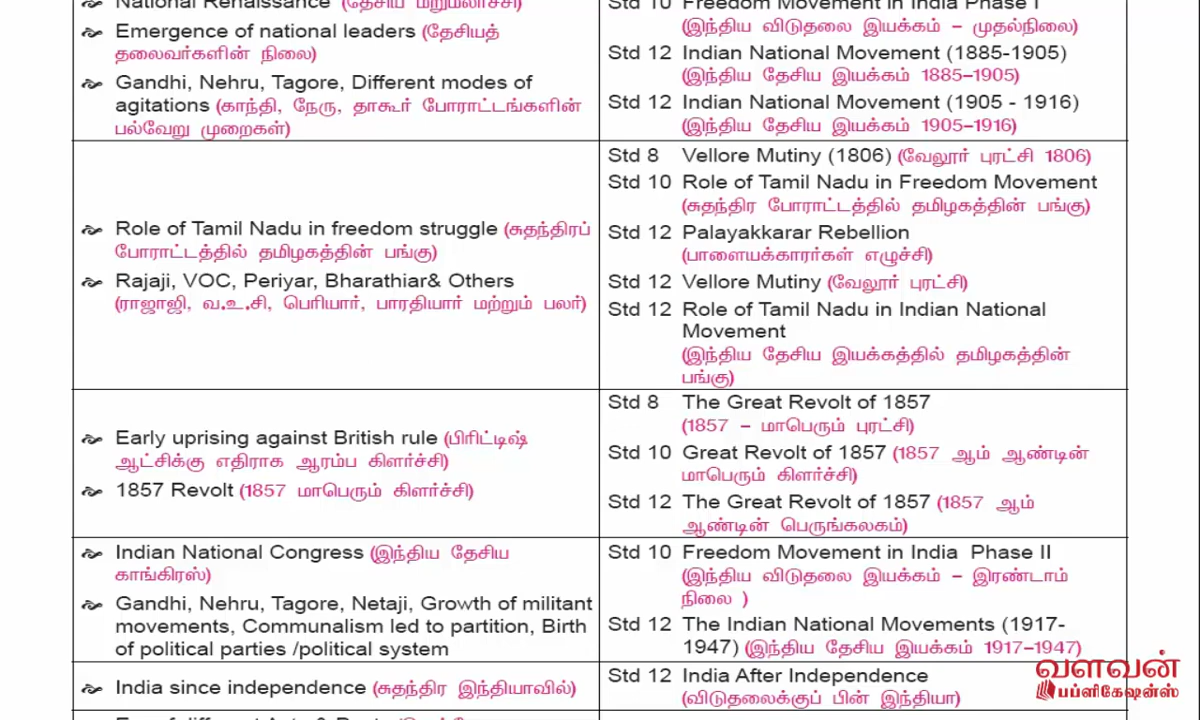 National Renaissance (தேசிய மறுமலர்ச்சி)
Emergence of national leaders (தேசியத்
தலைவர்களின் நிலை)
Gandhi, Nehru, Tagore, Different modes of
agitations (காந்தி, நேரு, தாகூர் போராட்டங்களின்
பல்வேறு முறைகள்)
Std 10 Freedom Movement in India Phase I
(இந்திய விடுதலை இயக்கம் – முதல்நிலை)
Std 12 Indian National Movement (1885-1905)
(இந்திய தேசிய இயக்கம் 1885–1905)
Std 12 Indian National Movement (1905 - 1916)
(இந்திய தேசிய இயக்கம் 1905–1916)
Role of Tamil Nadu in freedom struggle (சுதந்திரப்
போராட்டத்தில் தமிழகத்தின் பங்கு)
Rajaji, VOC, Periyar, Bharathiar& Others
(ராஜாஜி, வ.உ.சி, பெரியார், பாரதியார் மற்றும் பலர்)
Std 8 Vellore Mutiny (1806) (வேலூர் புரட்சி 1806)
Std 10 Role of Tamil Nadu in Freedom Movement
(சுதந்திர போராட்டத்தில் தமிழகத்தின் பங்கு)
Std 12 Palayakkarar Rebellion
(பாளையக்காரர்கள் எழுச்சி)
Std 12 Vellore Mutiny (வேலூர் புரட்சி)
Std 12 Role of Tamil Nadu in Indian National
Movement
(இந்திய தேசிய இயக்கத்தில் தமிழகத்தின்
பங்கு)
Early uprising against British rule (பிரிட்டிஷ்
ஆட்சிக்கு எதிராக ஆரம்ப கிளர்ச்சி)
1857 Revolt (1857 மாபெரும் கிளர்ச்சி)
Std 8 The Great Revolt of 1857
(1857 – மாபெரும் புரட்சி)
Std 10 Great Revolt of 1857 (1857 ஆம் ஆண்டின்
மாபெரும் கிளர்ச்சி)
Std 12 The Great Revolt of 1857 (1857 ஆம்
ஆண்டின் பெருங்கலகம்)
Indian National Congress (இந்திய தேசிய
காங்கிரஸ்)
Gandhi, Nehru, Tagore, Netaji, Growth of militant
movements, Communalism led to partition, Birth
of political parties /political system
Std 10 Freedom Movement in India Phase II
(இந்திய விடுதலை இயக்கம் – இரண்டாம்
நிலை )
Std 12 The Indian National Movements (1917-
1947) (இந்திய தேசிய இயக்கம் 1917–1947)
India since independence (சுதந்திர இந்தியாவில்)
Std 12 India After Independence
(விடுதலைக்குப் பின் இந்தியா)
வளவன்
பப்ளிகேஷன்ஸ்